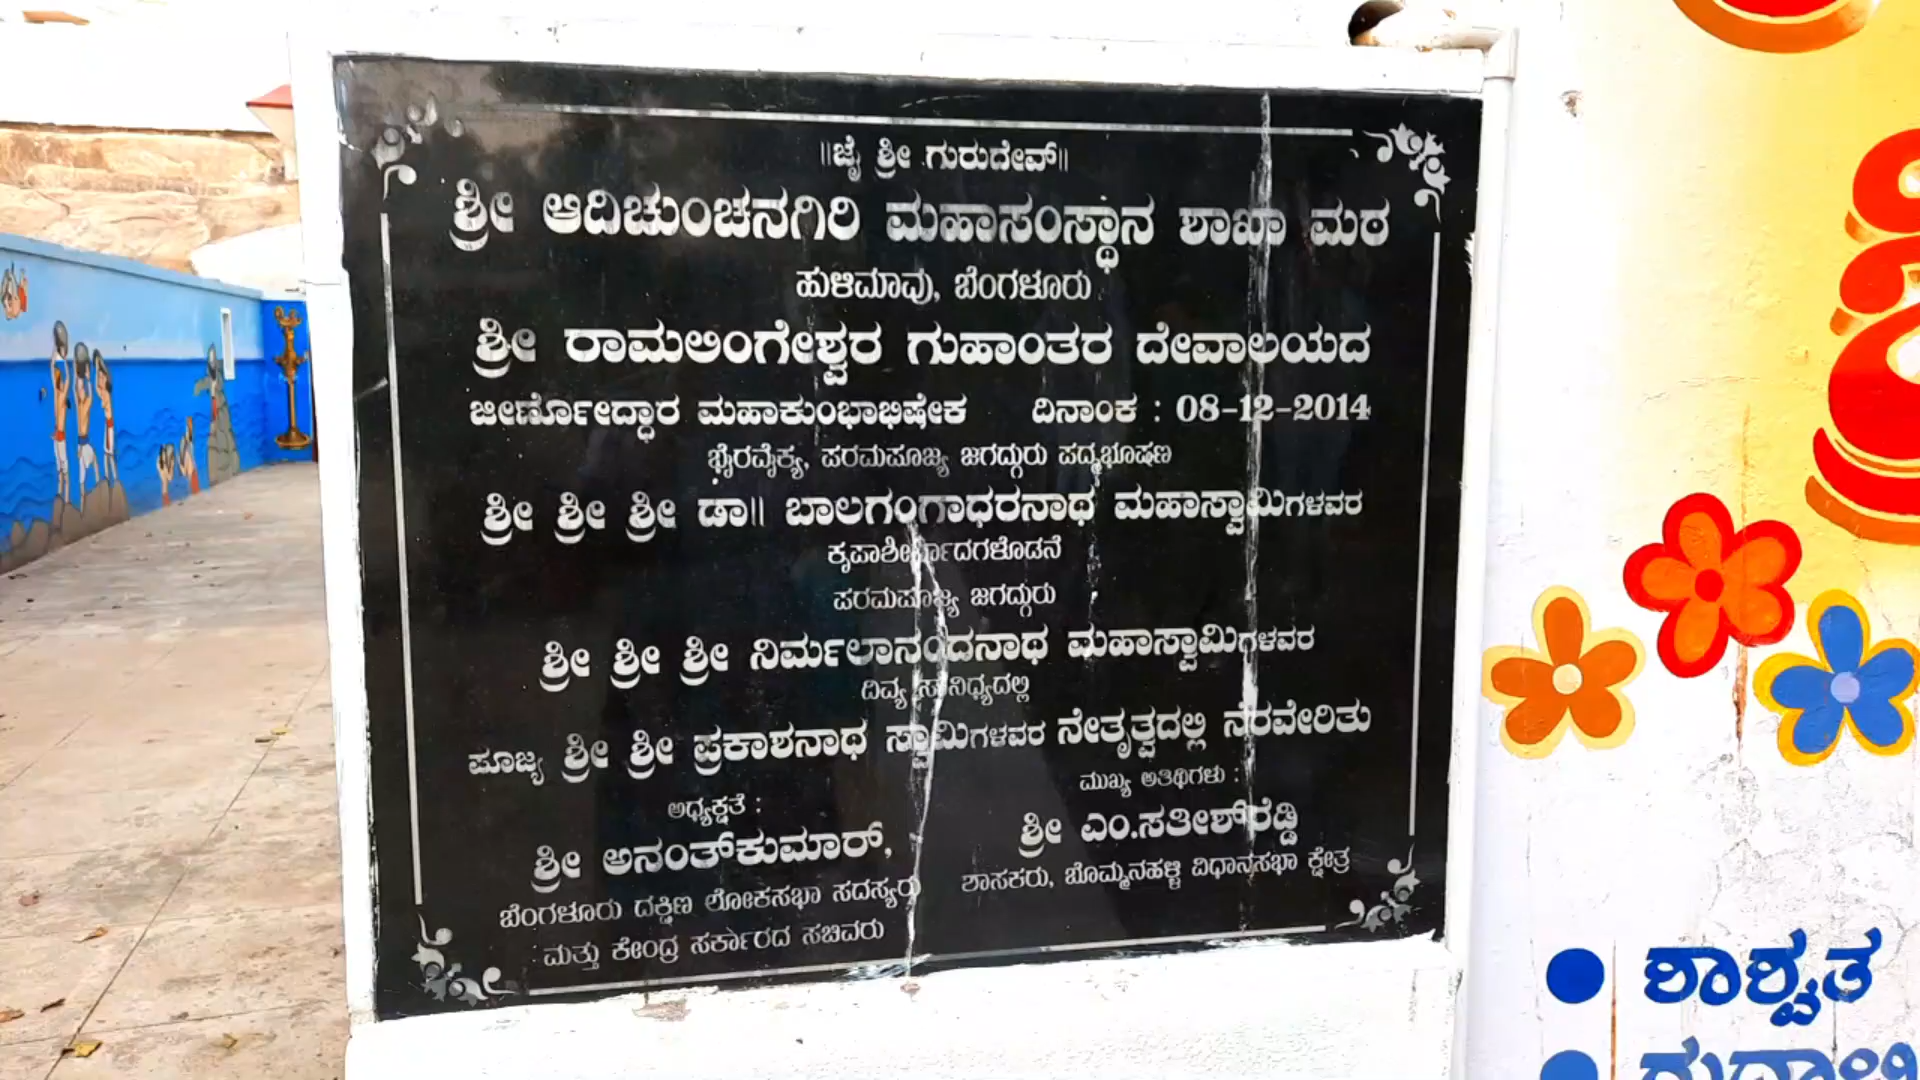 ॥ಜೈ ಶ್ರೀ ಗುರುದೇವ್॥
ಶ್ರೀ ಆದಿಚುಂಚನಗಿರಿ ಮಹಾಸಂಸ್ಥಾನ ಶಾಖಾ ಮಠ
ಹುಳಿಮಾವು, ಬೆಂಗಳೂರು
ಶ್ರೀ ರಾಮಲಿಂಗೇಶ್ವರ ಗುಹಾಂತರ ದೇವಾಲಯದ
ಜೀರ್ಣೋದ್ಧಾರ ಮಹಾಕುಂಭಾಭಿಷೇಕ ದಿನಾಂಕ : 08-12-2014
ಭೈರವೈಕ್ಯ, ಪರಮಪೂಜ್ಯ ಜಗದ್ಗುರು ಪದ್ಮಭೂಷಣ
ಶ್ರೀ ಶ್ರೀ ಶ್ರೀ ಡಾ॥ ಬಾಲಗಂಗಾಧರನಾಥ ಮಹಾಸ್ವಾಮಿಗಳವರ
ಕೃಪಾಶೀರ್ವಾದಗಳೊಡನೆ
ಪರಮಪೂಜ್ಯ ಜಗದ್ಗುರು
ಶ್ರೀ ಶ್ರೀ ಶ್ರೀ ನಿರ್ಮಲಾನಂದನಾಥ ಮಹಾಸ್ವಾಮಿಗಳವರ
ದಿವ್ಯ ಸಾನಿಧ್ಯದಲ್ಲಿ
ಪೂಜ್ಯ ಶ್ರೀ ಶ್ರೀ ಪ್ರಕಾಶನಾಥ ಸ್ವಾಮಿಗಳವರ ನೇತೃತ್ವದಲ್ಲಿ ನೆರವೇರಿತು
ಅಧ್ಯಕ್ಷತೆ :
ಶ್ರೀ ಅನಂತ್‌ಕುಮಾರ್,
ಬೆಂಗಳೂರು ದಕ್ಷಿಣ ಲೋಕಸಭಾ ಸದಸ್ಯರು
ಮತ್ತು ಕೇಂದ್ರ ಸರ್ಕಾರದ ಸಚಿವರು
ಮುಖ್ಯ ಅತಿಥಿಗಳು :
ಶ್ರೀ ಎಂ.ಸತೀಶ್‌ರೆಡ್ಡಿ
ಶಾಸಕರು, ಬೊಮ್ಮನಹಳ್ಳಿ ವಿಧಾನಸಭಾ ಕ್ಷೇತ್ರ
ಶಾಶ್ವತ